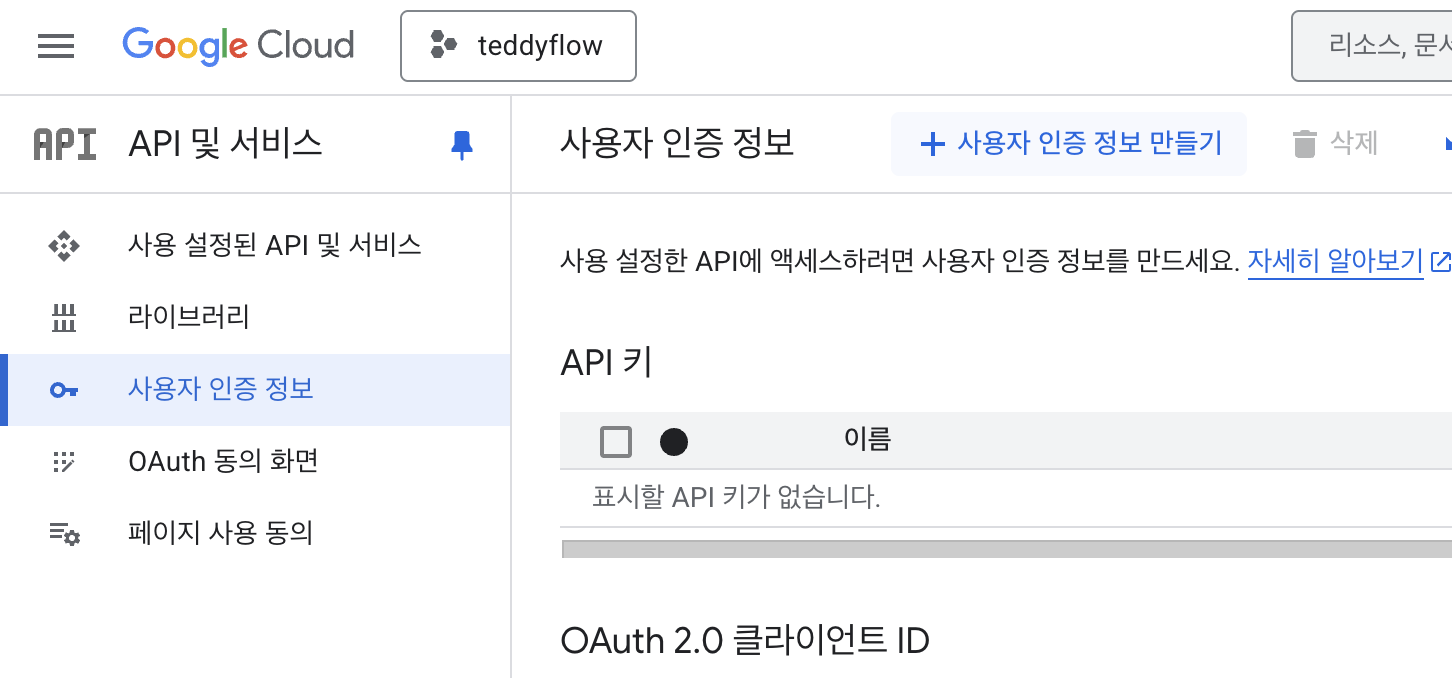 Google Cloud
teddyflow
리소스, 문서
API API 및 서비스
사용자 인증 정보
+ 사용자 인증 정보 만들기
삭제
사용 설정된 API 및 서비스
라이브러리
사용자 인증 정보
OAuth 동의 화면
페이지 사용 동의
사용 설정한 API에 액세스하려면 사용자 인증 정보를 만드세요. 자세히 알아보기
API 키
이름
표시할 API 키가 없습니다.
OAuth 2.0 클라이언트 ID